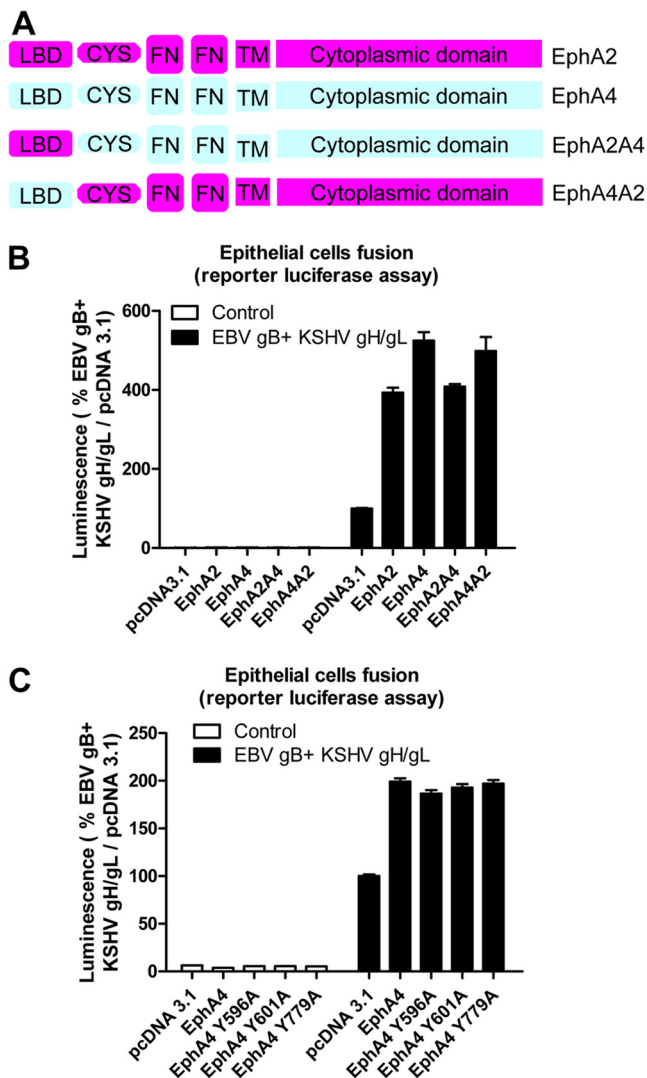 A
LBD CYS FN FN TM Cytoplasmic domain EphA2
LBD CYS FN FN TM Cytoplasmic domain EphA4
LBD CYS FN FN TM Cytoplasmic domain EphA2A4
LBD CYS FN FN TM Cytoplasmic domain EphA4A2
B
Epithelial cells fusion
(reporter luciferase assay)
Luminescence ( % EBV gB+
KSHV gH/gL / pcDNA 3.1)
Control
EBV gB+ KSHV gH/gL
600
400
200
0
pcDNA3.1 EphA2 EphA4 EphA2A4 EphA4A2 pcDNA3.1 EphA2 EphA4 EphA2A4 EphA4A2
C
Epithelial cells fusion
(reporter luciferase assay)
Luminescence ( % EBV gB+
KSHV gH/gL / pcDNA 3.1)
Control
EBV gB+ KSHV gH/gL
250
200
150
100
50
0
pcDNA 3.1 EphA4 EphA4 Y596A EphA4 Y601A EphA4 Y779A pcDNA 3.1 EphA4 EphA4 Y596A EphA4 Y601A EphA4 Y779A